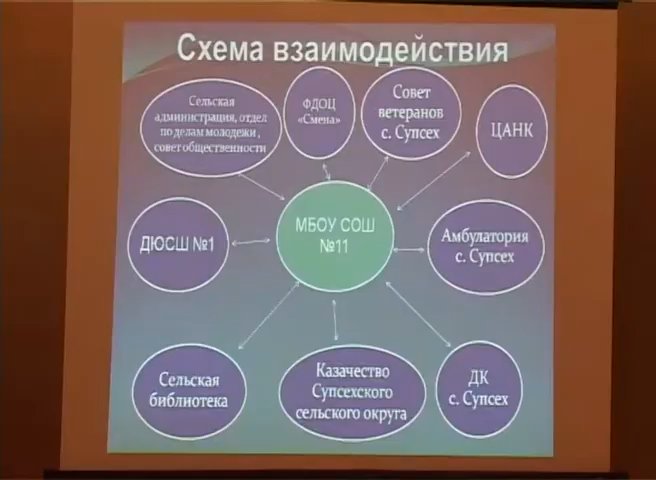 Схема взаимодействия
Сельская
администрация, отдел
по делам молодежи,
совет общественности
ФДОЦ
«Смена»
Совет
ветеранов
с. Супсех
ЦАНК
ДЮСШ №1
МБОУ СОШ
№11
Амбулатория
с. Супсех
Сельская
библиотека
Казачество
Супсехского
сельского округа
ДК
с. Супсех